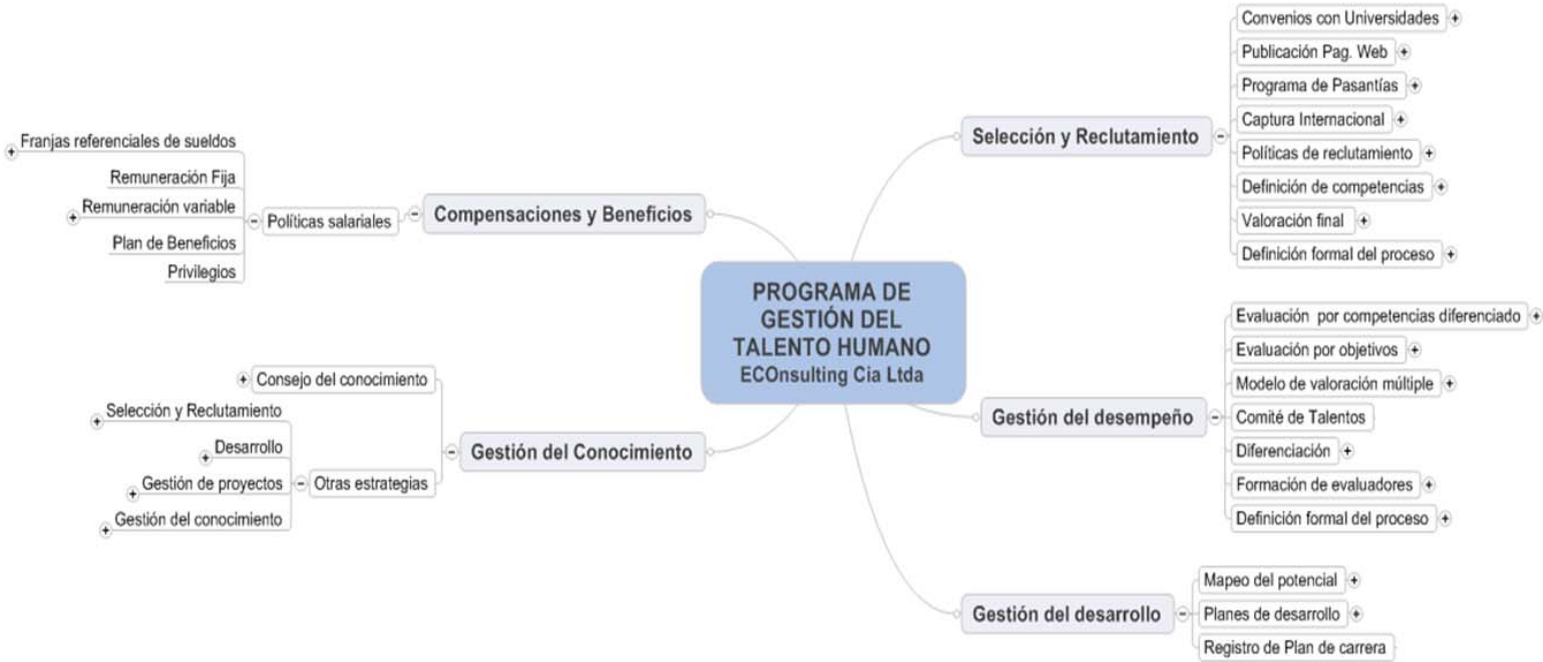 PROGRAMA DE
GESTIÓN DEL
TALENTO HUMANO
ECOnsulting Cia Ltda
Selección y Reclutamiento
Convenios con Universidades
Publicación Pag. Web
Programa de Pasantías
Captura Internacional
Políticas de reclutamiento
Definición de competencias
Valoración final
Definición formal del proceso
Gestión del desempeño
Evaluación por competencias diferenciado
Evaluación por objetivos
Modelo de valoración múltiple
Comité de Talentos
Diferenciación
Formación de evaluadores
Definición formal del proceso
Gestión del desarrollo
Mapeo del potencial
Planes de desarrollo
Registro de Plan de carrera
Compensaciones y Beneficios
Políticas salariales
Franjas referenciales de sueldos
Remuneración Fija
Remuneración variable
Plan de Beneficios
Privilegios
Gestión del Conocimiento
Consejo del conocimiento
Otras estrategias
Selección y Reclutamiento
Desarrollo
Gestión de proyectos
Gestión del conocimiento